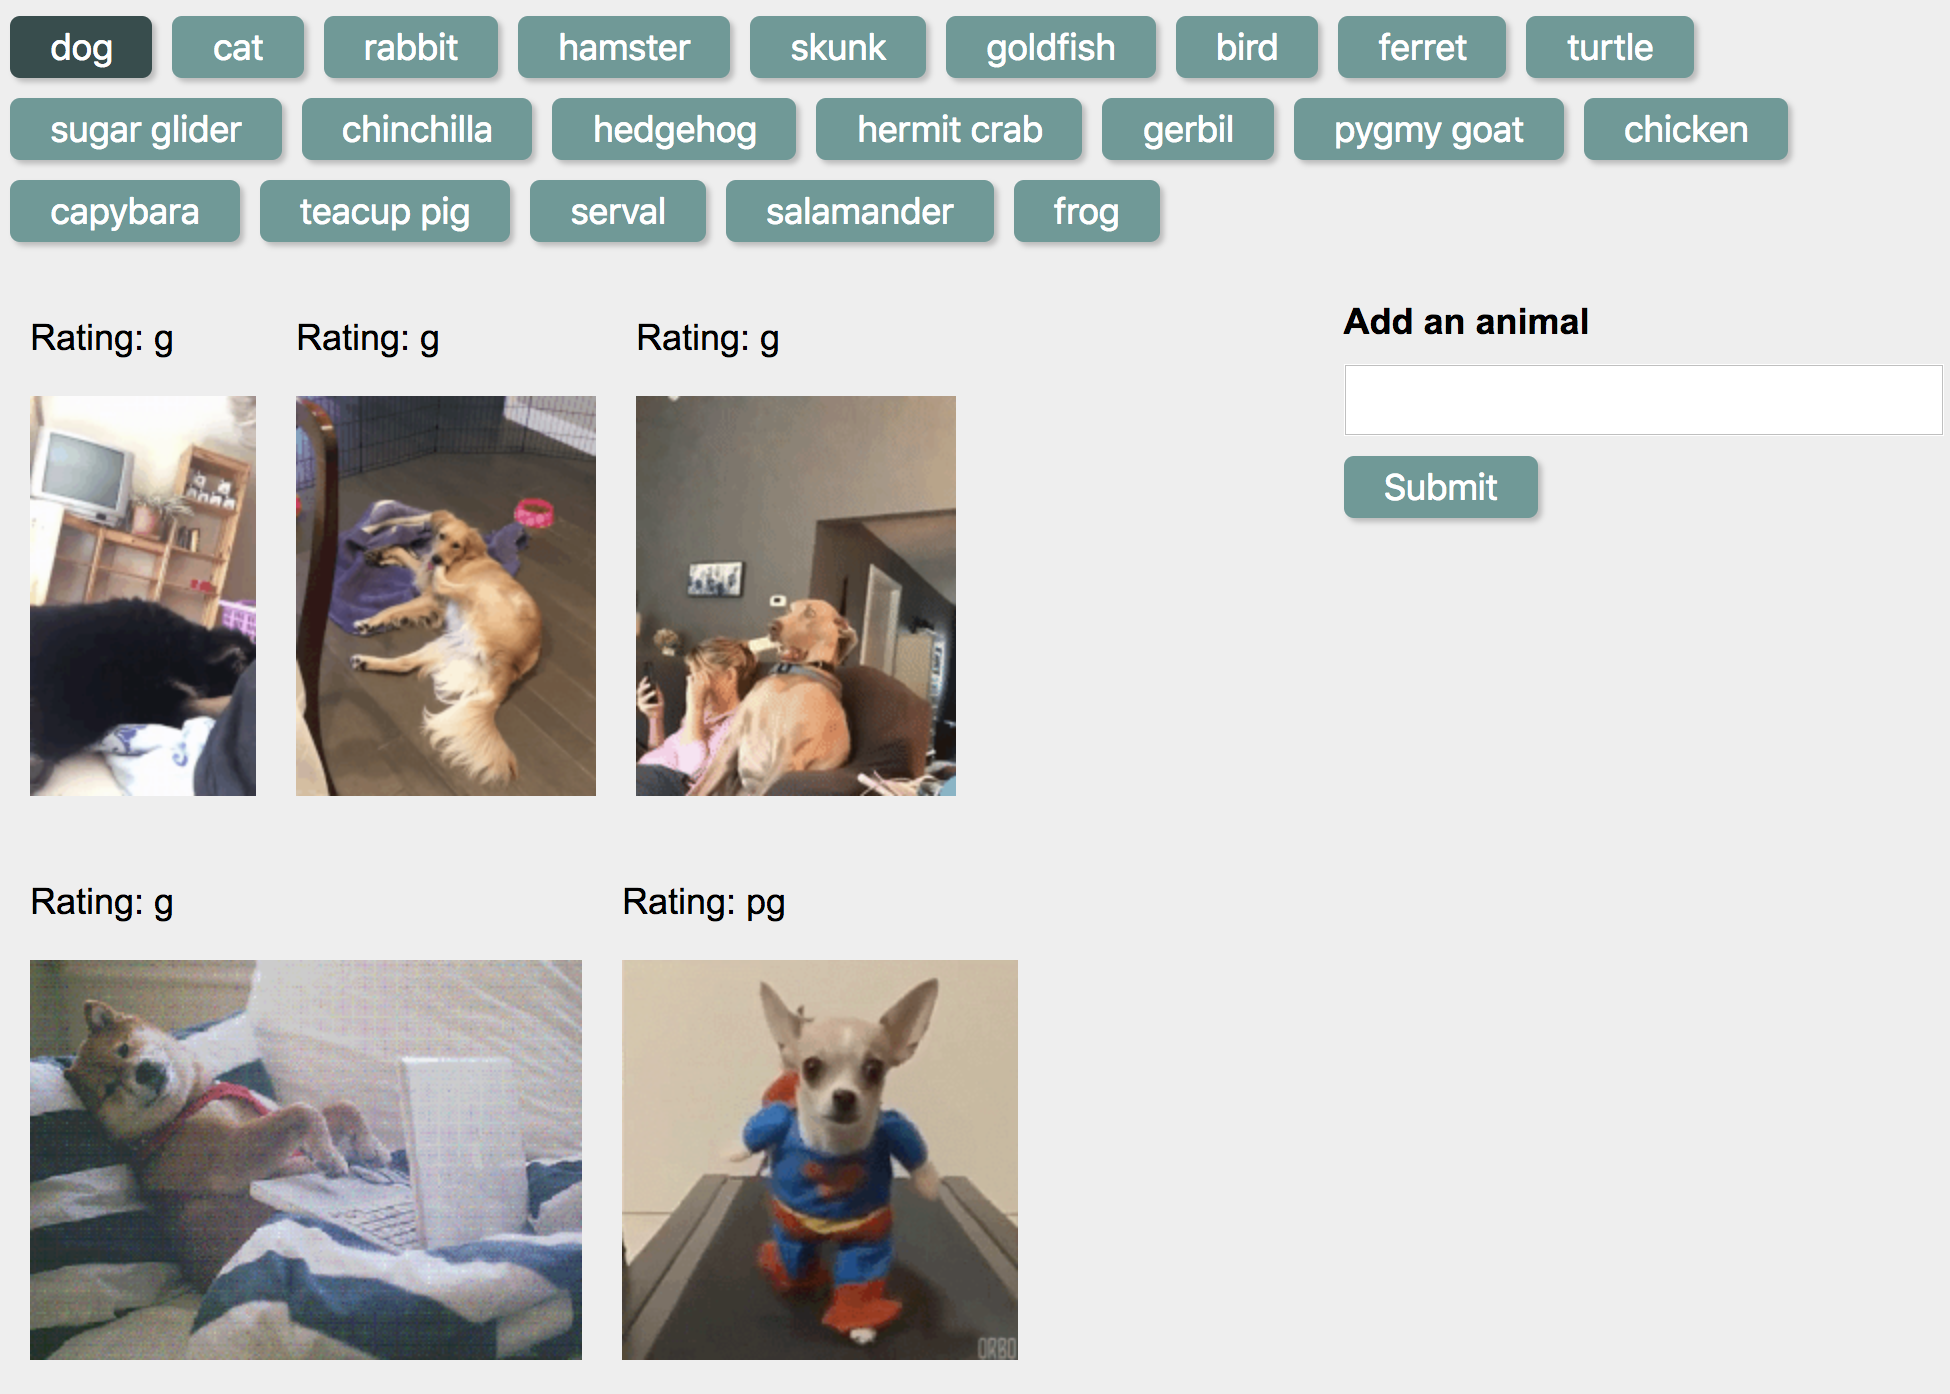 dog cat rabbit hamster skunk goldfish bird ferret turtle
sugar glider chinchilla hedgehog hermit crab gerbil pygmy goat chicken
capybara teacup pig serval salamander frog
Add an animal
Submit
Rating: g Rating: g Rating: g
Rating: g Rating: pg
ORBO